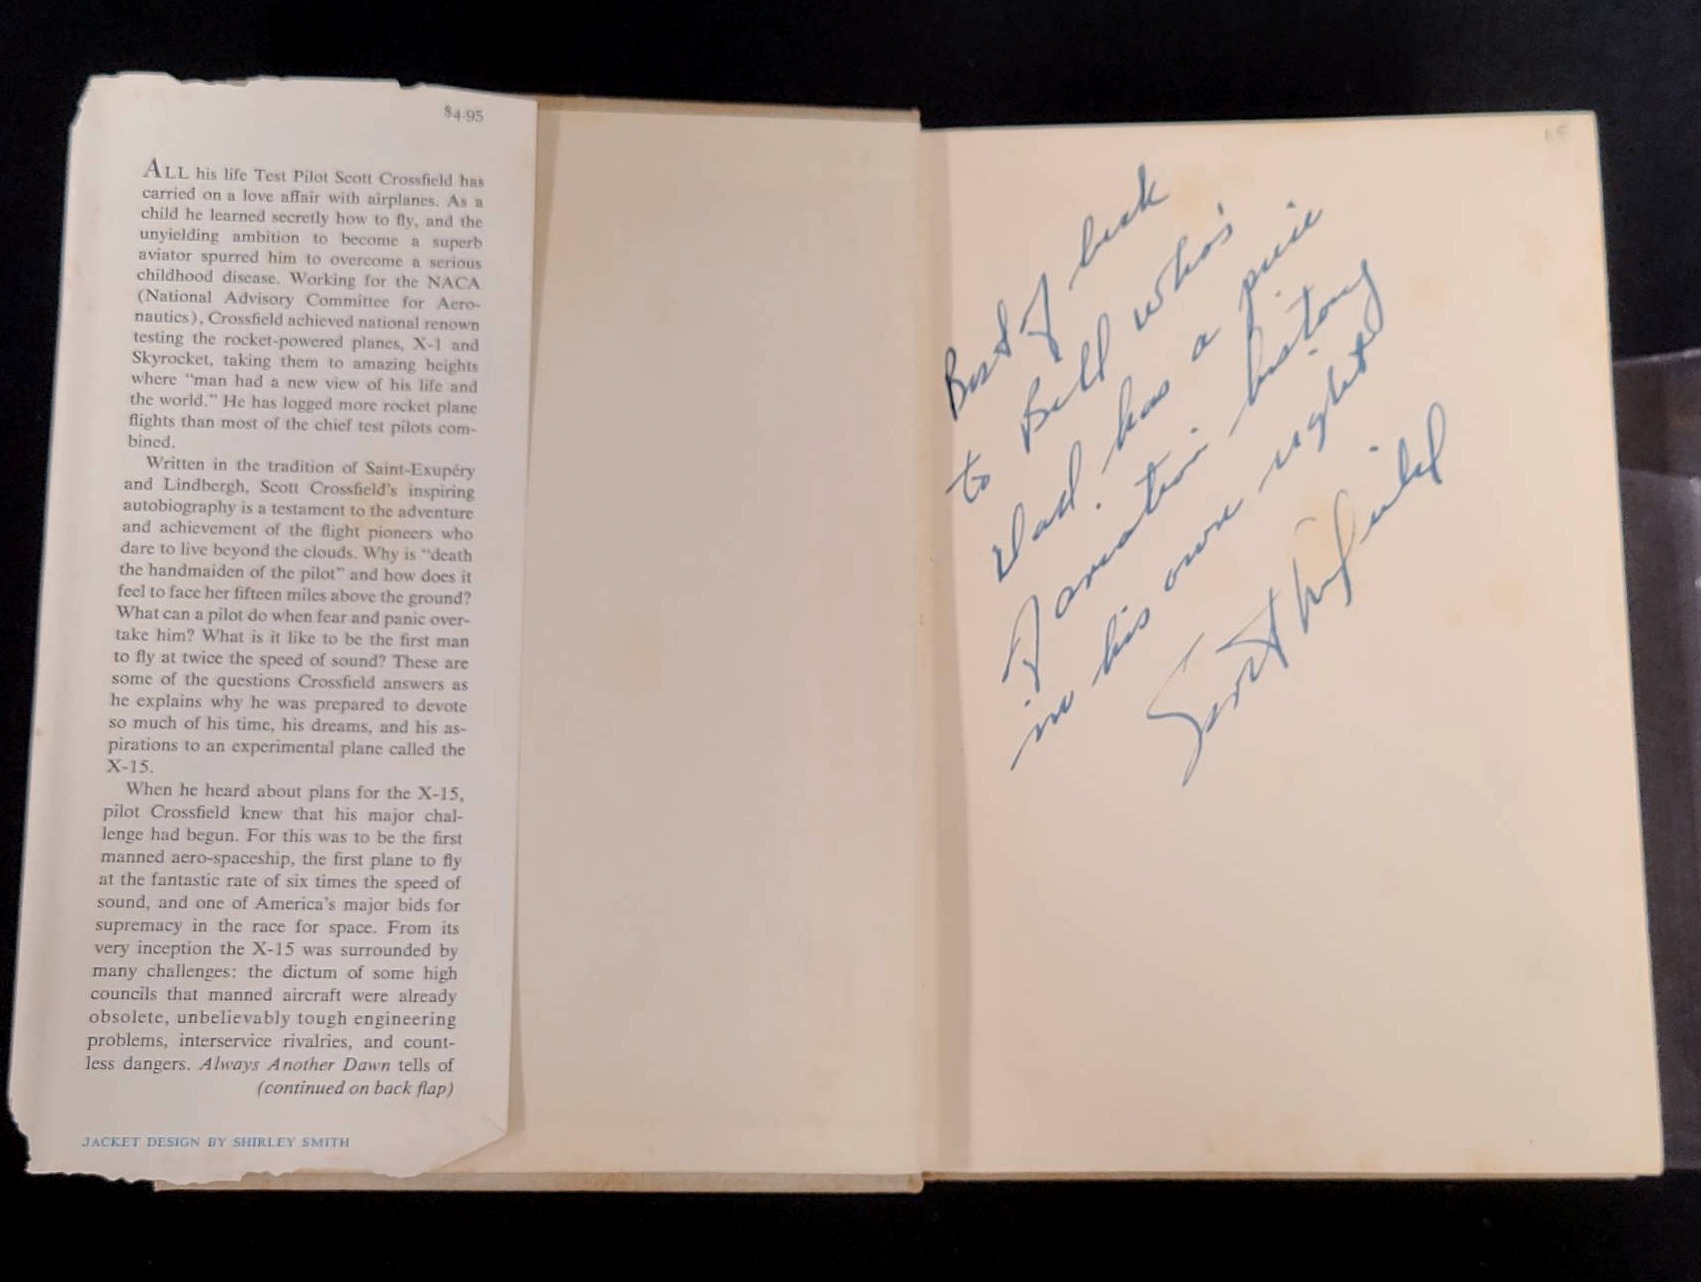 $4.95
ALL his life Test Pilot Scott Crossfield has
carried on a love affair with airplanes. As a
child he learned secretly how to fly, and the
unyielding ambition to become a superb
aviator spurred him to overcome a serious
childhood disease. Working for the NACA
(National Advisory Committee for Aero-
nautics), Crossfield achieved national renown
testing the rocket-powered planes, X-1 and
Skyrocket, taking them to amazing heights
where "man had a new view of his life and
the world." He has logged more rocket plane
flights than most of the chief test pilots com-
bined.
Written in the tradition of Saint-Exupéry
and Lindbergh, Scott Crossfield's inspiring
autobiography is a testament to the adventure
and achievement of the flight pioneers who
dare to live beyond the clouds. Why is "death
the handmaiden of the pilot" and how does it
feel to face her fifteen miles above the ground?
What can a pilot do when fear and panic over-
take him? What is it like to be the first man
to fly at twice the speed of sound? These are
some of the questions Crossfield answers as
he explains why he was prepared to devote
so much of his time, his dreams, and his as-
pirations to an experimental plane called the
X-15.
When he heard about plans for the X-15,
pilot Crossfield knew that his major chal-
lenge had begun. For this was to be the first
manned aero-spaceship, the first plane to fly
at the fantastic rate of six times the speed of
sound, and one of America's major bids for
supremacy in the race for space. From its
very inception the X-15 was surrounded by
many challenges: the dictum of some high
councils that manned aircraft were already
obsolete, unbelievably tough engineering
problems, interservice rivalries, and count-
less dangers. Always Another Dawn tells of
(continued on back flap)
JACKET DESIGN BY SHIRLEY SMITH
Best of luck
to Bill who's
Dad has a piece
of aviation history
in his own right
Scott Crossfield